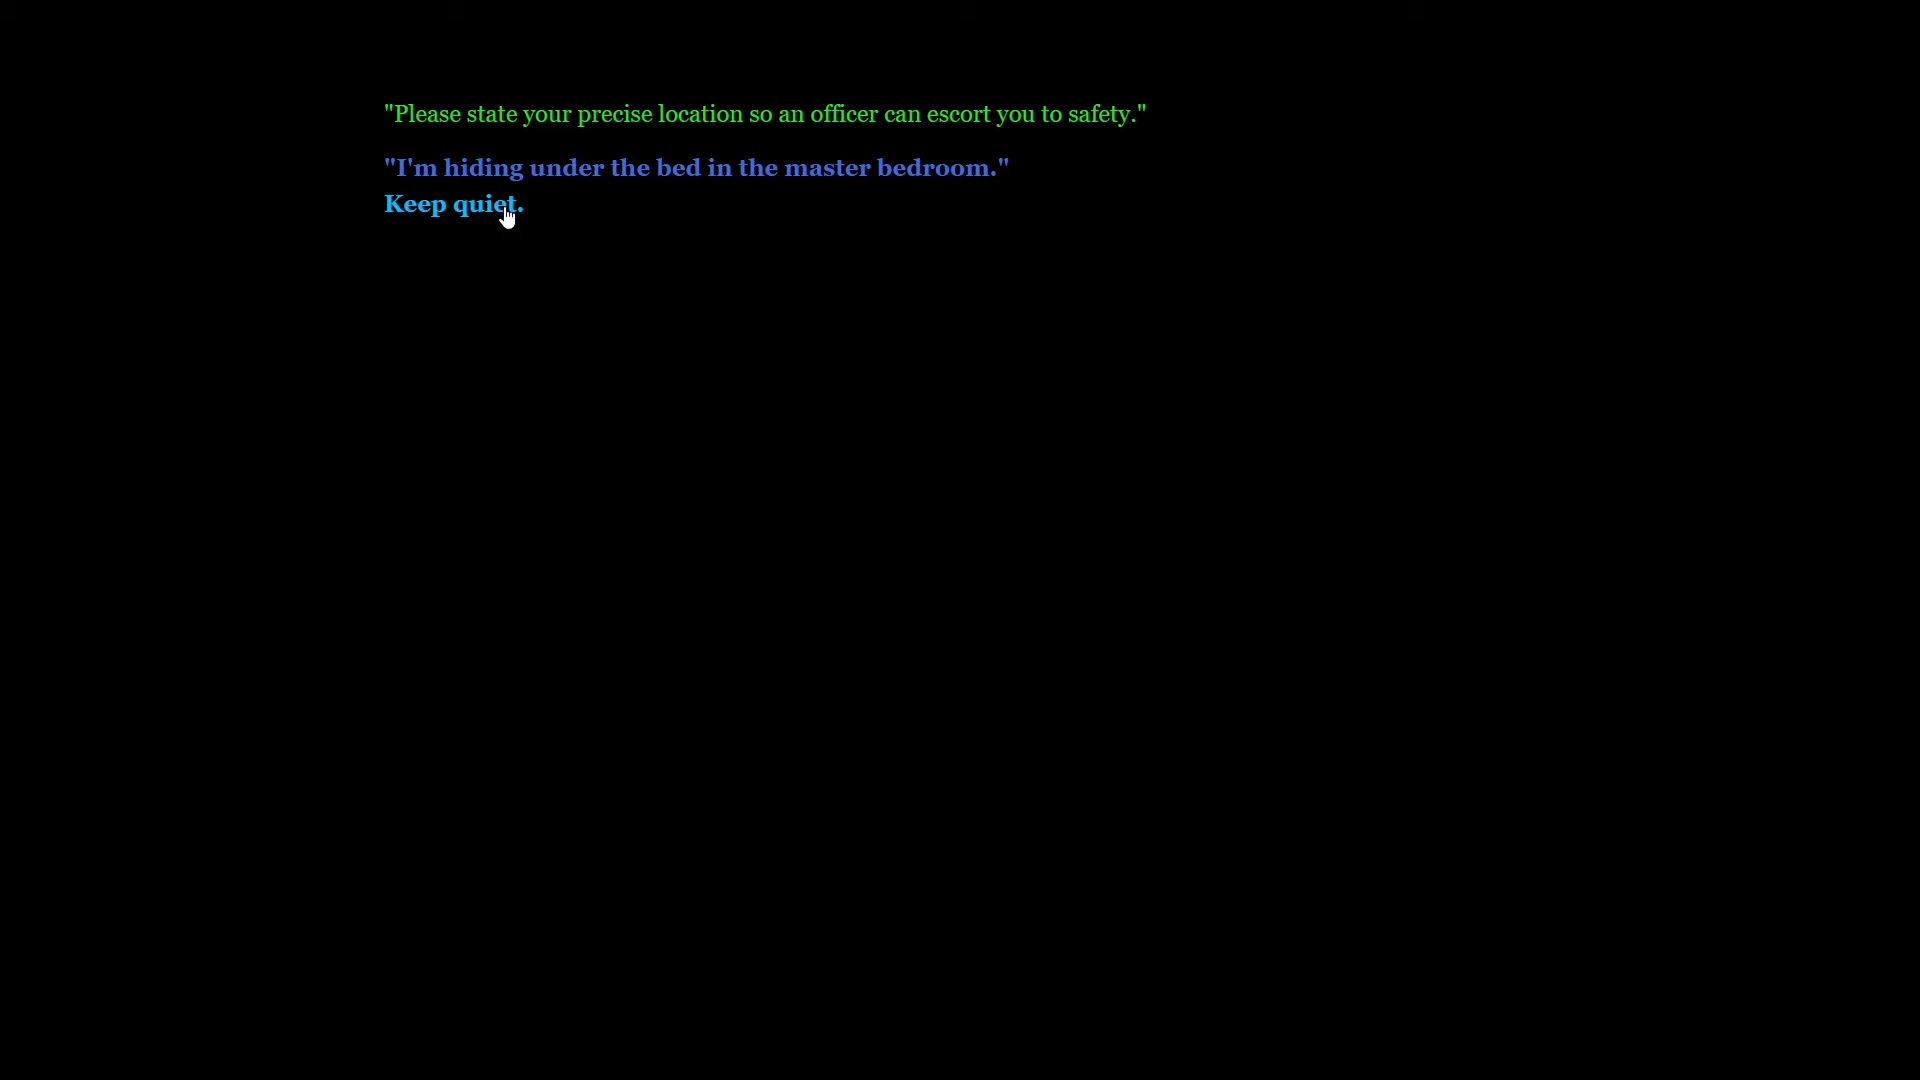 "Please state your precise location so an officer can escort you to safety."
"I'm hiding under the bed in the master bedroom."
Keep quiet.